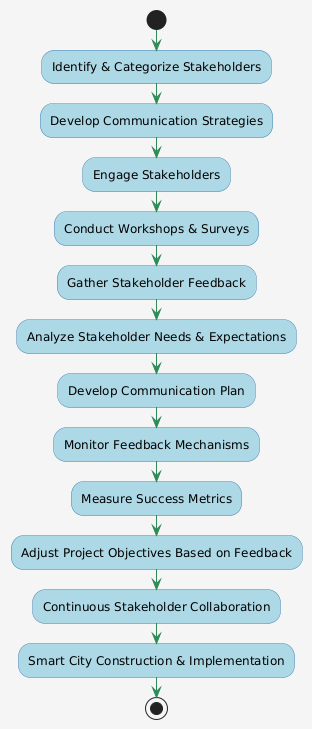 Identify & Categorize Stakeholders
Develop Communication Strategies
Engage Stakeholders
Conduct Workshops & Surveys
Gather Stakeholder Feedback
Analyze Stakeholder Needs & Expectations
Develop Communication Plan
Monitor Feedback Mechanisms
Measure Success Metrics
Adjust Project Objectives Based on Feedback
Continuous Stakeholder Collaboration
Smart City Construction & Implementation